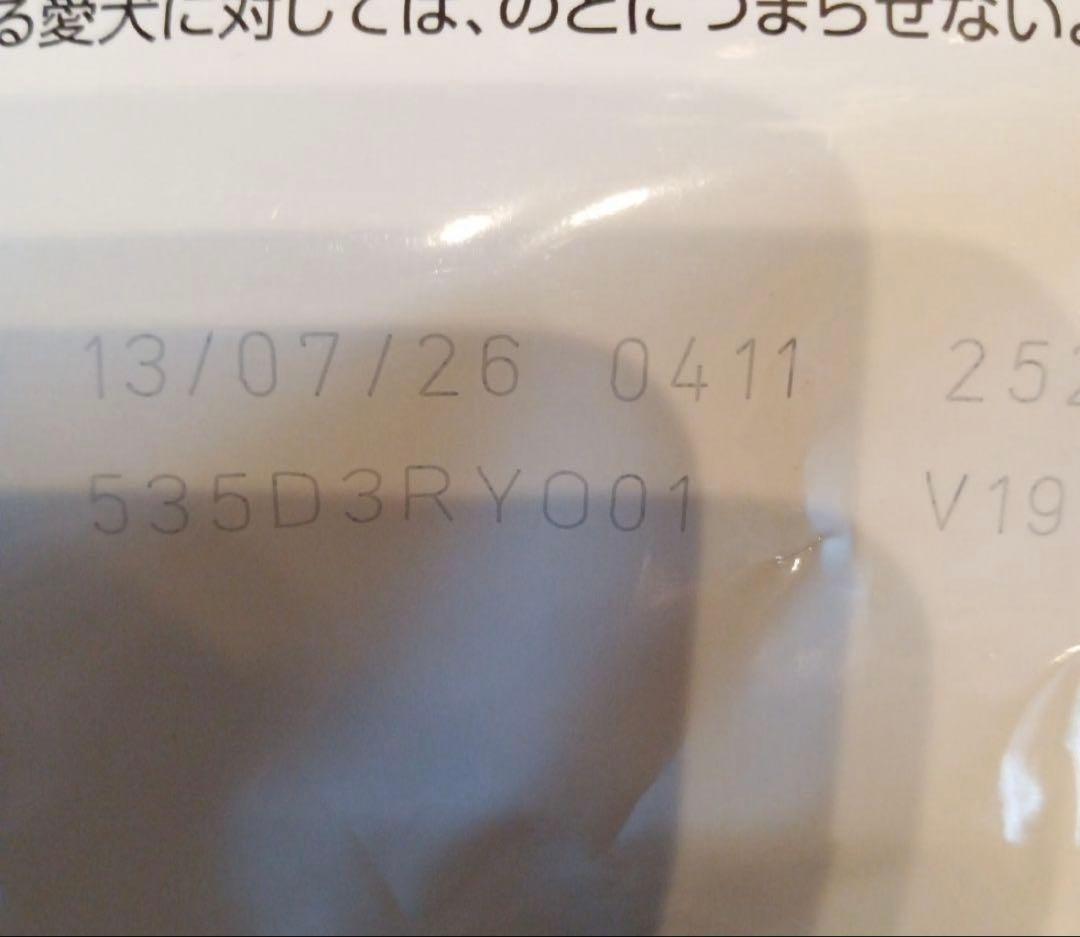 る愛犬に対しては、のどにつまらせない。
13/07/26 0411 252
535D3RY001 V19